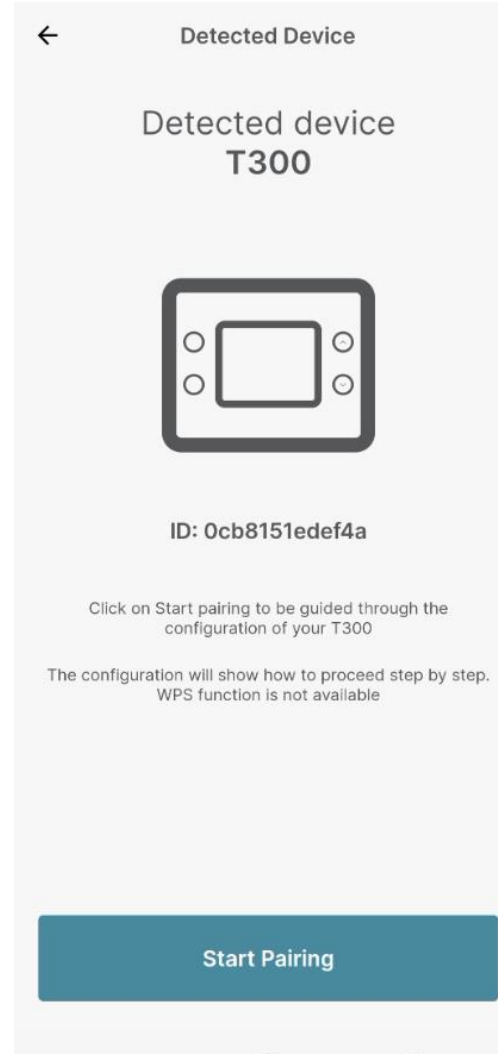 Detected Device
Detected device
T300
ID: 0cb8151edef4a
Click on Start pairing to be guided through the
configuration of your T300
The configuration will show how to proceed step by step.
WPS function is not available
Start Pairing